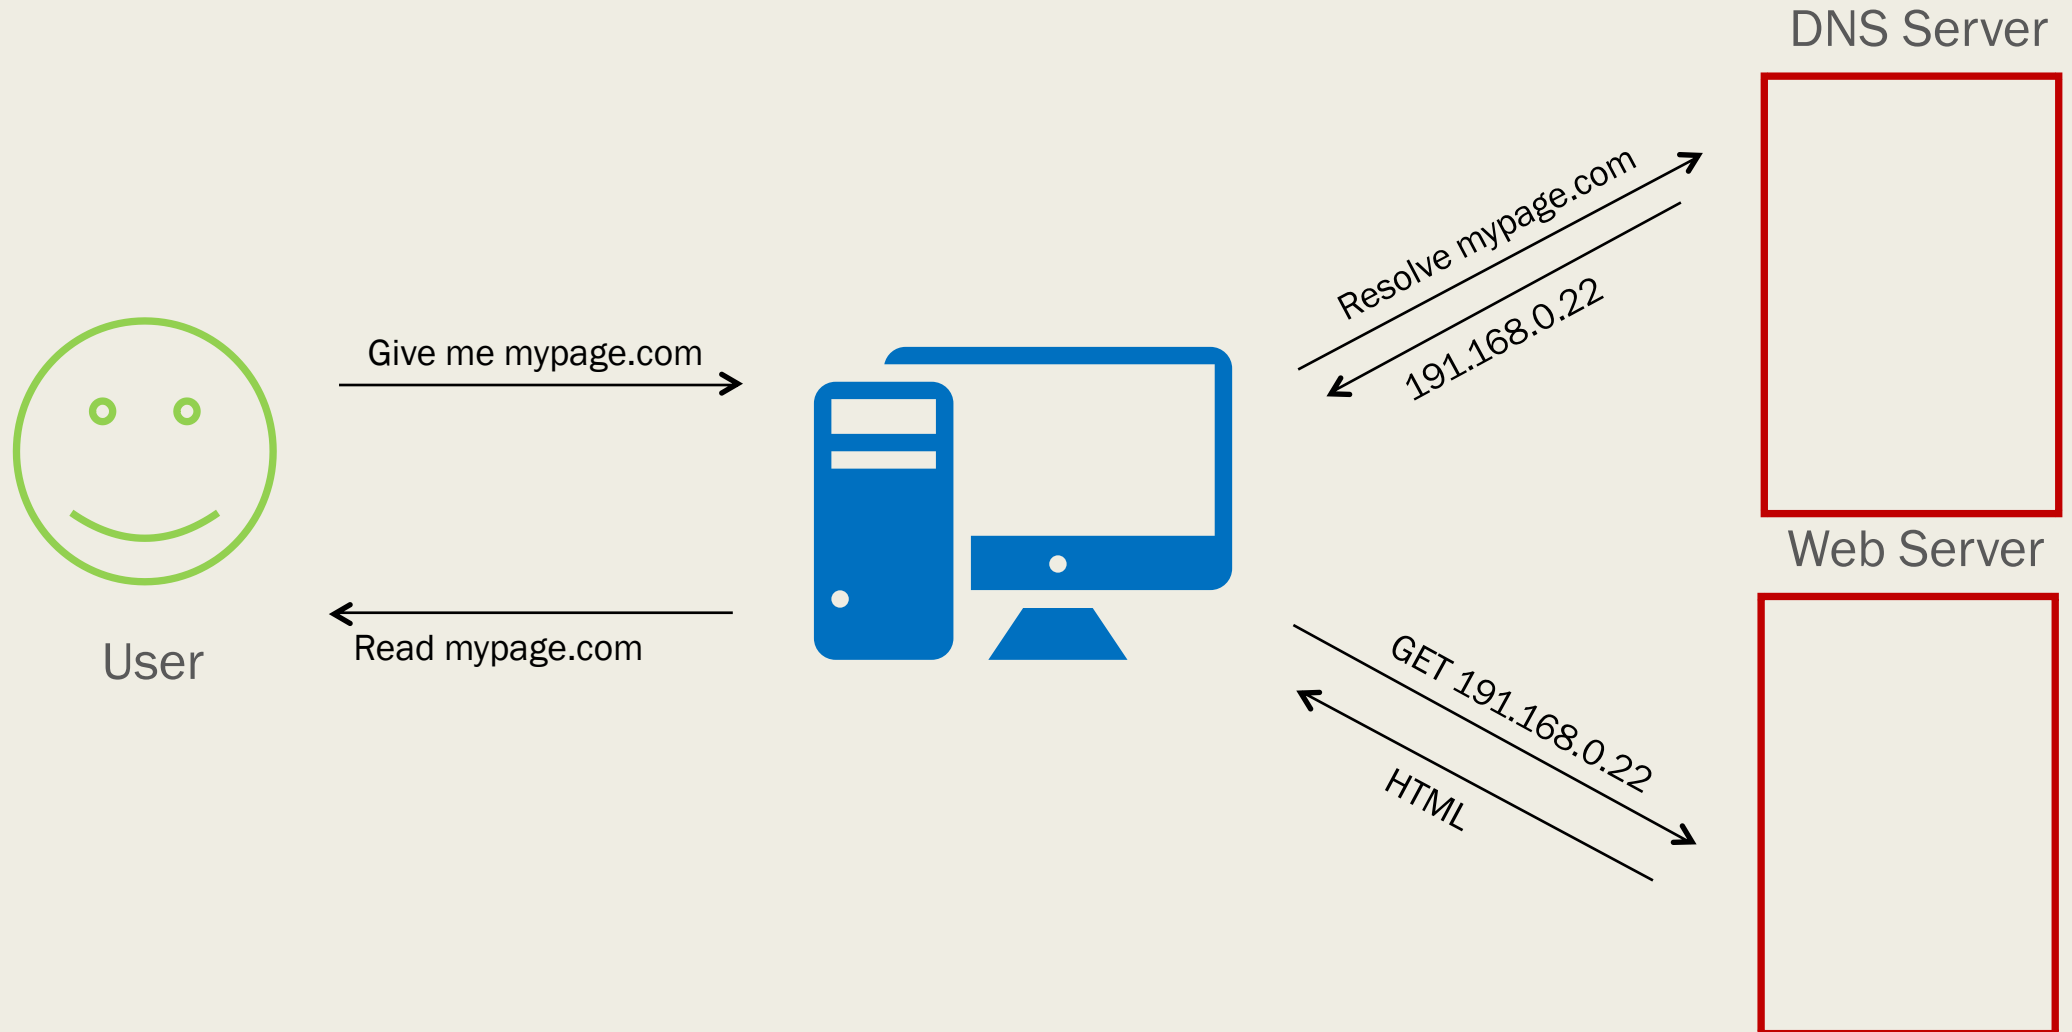 DNS Server
Resolve mypage.com
191.168.0.22
Give me mypage.com
Read mypage.com
User
Web Server
GET 191.168.0.22
HTML